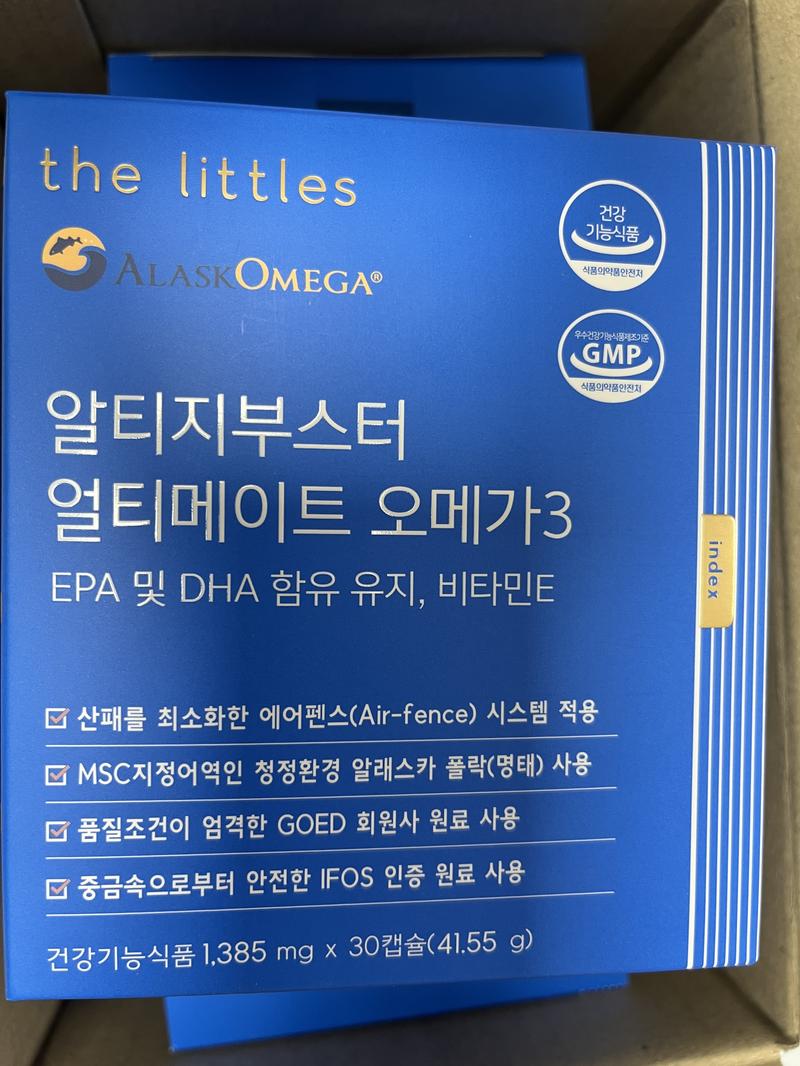 the littles
ALASKOMEGA®
건강
기능식품
식품의약품안전처
우수건강기능식품제조기준
GMP
식품의약품안전처
알티지부스터
얼티메이트 오메가3
EPA 및 DHA 함유 유지, 비타민E
index
산패를 최소화한 에어펜스(Air-fence) 시스템 적용
MSC지정어역인 청정환경 알래스카 폴락(명태) 사용
품질조건이 엄격한 GOED 회원사 원료 사용
중금속으로부터 안전한 IFOS 인증 원료 사용
건강기능식품 1,385 mg x 30캡슐(41.55 g)